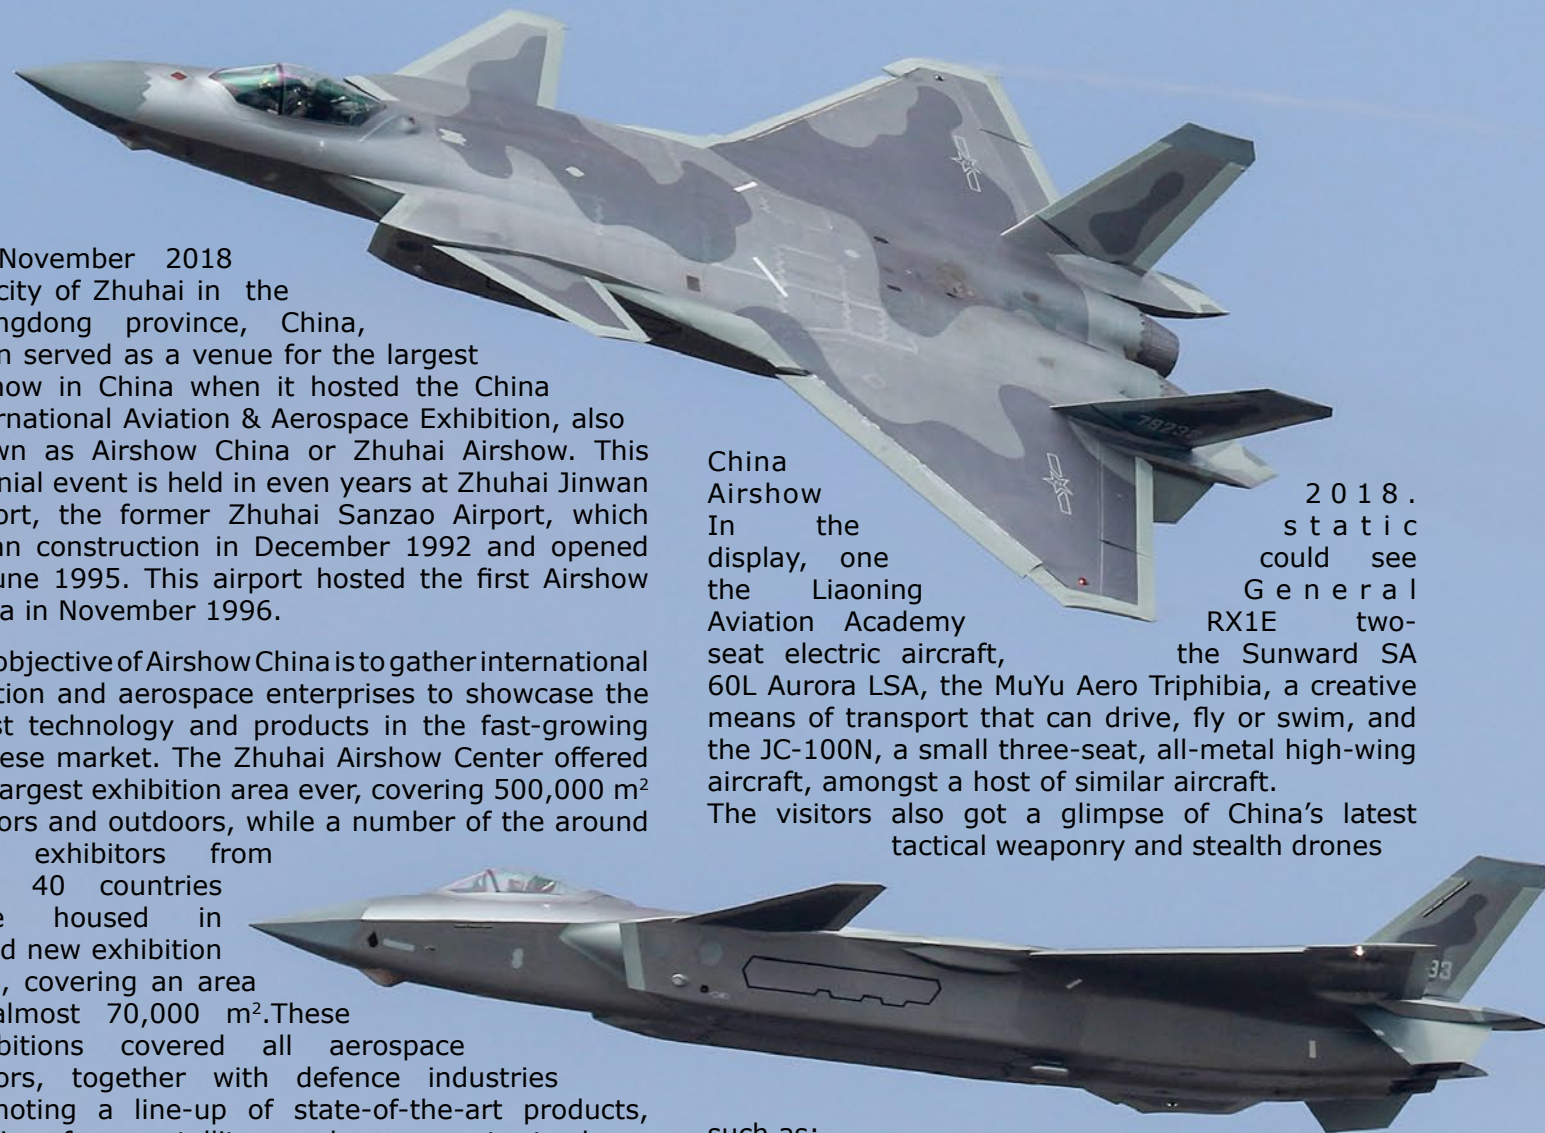 November 2018
city of Zhuhai in the
ngdong province, China,
n served as a venue for the largest
how in China when it hosted the China
rnational Aviation & Aerospace Exhibition, also
wn as Airshow China or Zhuhai Airshow. This
nial event is held in even years at Zhuhai Jinwan
ort, the former Zhuhai Sanzao Airport, which
an construction in December 1992 and opened
une 1995. This airport hosted the first Airshow
a in November 1996.
objective of Airshow China is to gather international
tion and aerospace enterprises to showcase the
st technology and products in the fast-growing
ese market. The Zhuhai Airshow Center offered
argest exhibition area ever, covering 500,000 m²
ors and outdoors, while a number of the around
exhibitors from
40 countries
e housed in
d new exhibition
, covering an area
almost 70,000 m².These
bitions covered all aerospace
ors, together with defence industries
noting a line-up of state-of-the-art products,
China
Airshow 2018.
In the static
display, one could see
the Liaoning General
Aviation Academy RX1E two-
seat electric aircraft, the Sunward SA
60L Aurora LSA, the MuYu Aero Triphibia, a creative
means of transport that can drive, fly or swim, and
the JC-100N, a small three-seat, all-metal high-wing
aircraft, amongst a host of similar aircraft.
The visitors also got a glimpse of China's latest
tactical weaponry and stealth drones
such as:
78232
33